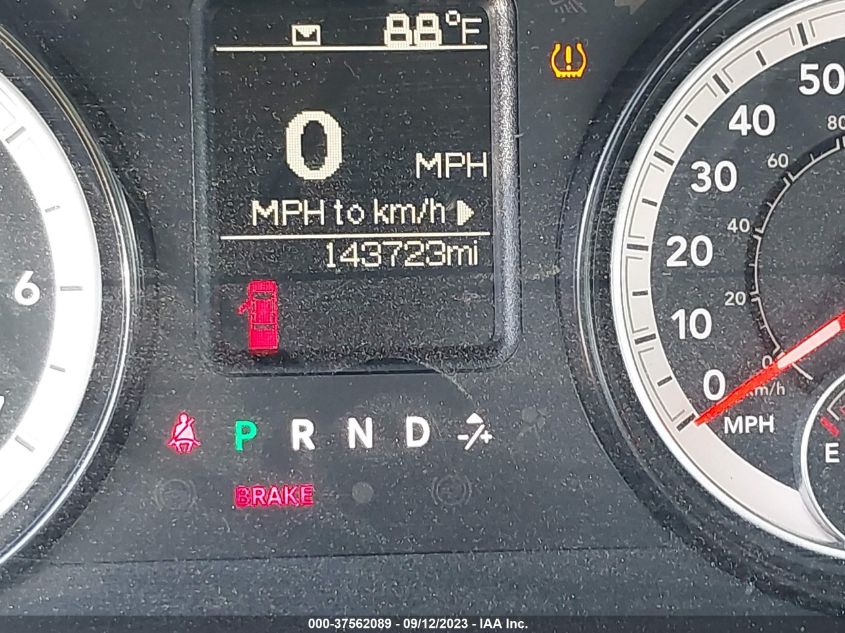 88°F
0
MPH
MPH to km/h
143723mi
6
P R N D -/+
BRAKE
50
40
30
20
10
0
MPH
80
60
40
20
0
km/h
E
000-37562089 - 09/12/2023 - IAA Inc.